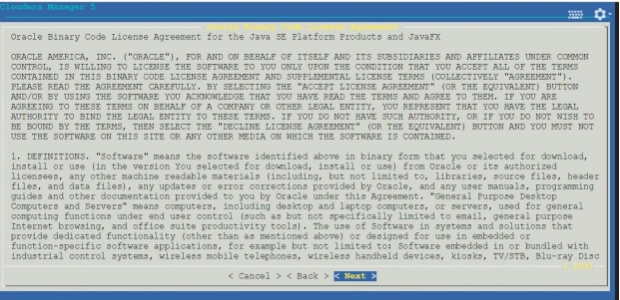 Cloudera Manager 5
Oracle Binary Code License Agreement for the Java SE Platform Products and JavaFX
ORACLE AMERICA, INC. ("ORACLE"), FOR AND ON BEHALF OF ITSELF AND ITS SUBSIDIARIES AND AFFILIATES UNDER COMMON
CONTROL, IS WILLING TO LICENSE THE SOFTWARE TO YOU ONLY UPON THE CONDITION THAT YOU ACCEPT ALL OF THE TERMS
CONTAINED IN THIS BINARY CODE LICENSE AGREEMENT AND SUPPLEMENTAL LICENSE TERMS (COLLECTIVELY "AGREEMENT").
PLEASE READ THE AGREEMENT CAREFULLY. BY SELECTING THE "ACCEPT LICENSE AGREEMENT" (OR THE EQUIVALENT) BUTTON
AND/OR BY USING THE SOFTWARE YOU ACKNOWLEDGE THAT YOU HAVE READ THE TERMS AND AGREE TO THEM. IF YOU ARE
AGREEING TO THESE TERMS ON BEHALF OF A COMPANY OR OTHER LEGAL ENTITY, YOU REPRESENT THAT YOU HAVE THE LEGAL
AUTHORITY TO BIND THE LEGAL ENTITY TO THESE TERMS. IF YOU DO NOT HAVE SUCH AUTHORITY, OR IF YOU DO NOT WISH TO
BE BOUND BY THE TERMS, THEN SELECT THE "DECLINE LICENSE AGREEMENT" (OR THE EQUIVALENT) BUTTON AND YOU MUST NOT
USE THE SOFTWARE ON THIS SITE OR ANY OTHER MEDIA ON WHICH THE SOFTWARE IS CONTAINED.
1. DEFINITIONS. "Software" means the software identified above in binary form that you selected for download,
install or use (in the version You selected for download, install or use) from Oracle or its authorized
licensees, any other machine readable materials (including, but not limited to, libraries, source files, header
files, and data files), any updates or error corrections provided by Oracle, and any user manuals, programming
guides and other documentation provided to you by Oracle under this Agreement. "General Purpose Desktop
Computers and Servers" means computers, including desktop and laptop computers, or servers, used for general
computing functions under end user control (such as but not specifically limited to email, general purpose
Internet browsing, and office suite productivity tools). The use of Software in systems and solutions that
provide dedicated functionality (other than as mentioned above) or designed for use in embedded or
function-specific software applications, for example but not limited to: Software embedded in or bundled with
industrial control systems, wireless mobile telephones, wireless handheld devices, kiosks, TV/STB, Blu-ray Disc
< Cancel > < Back > < Next >